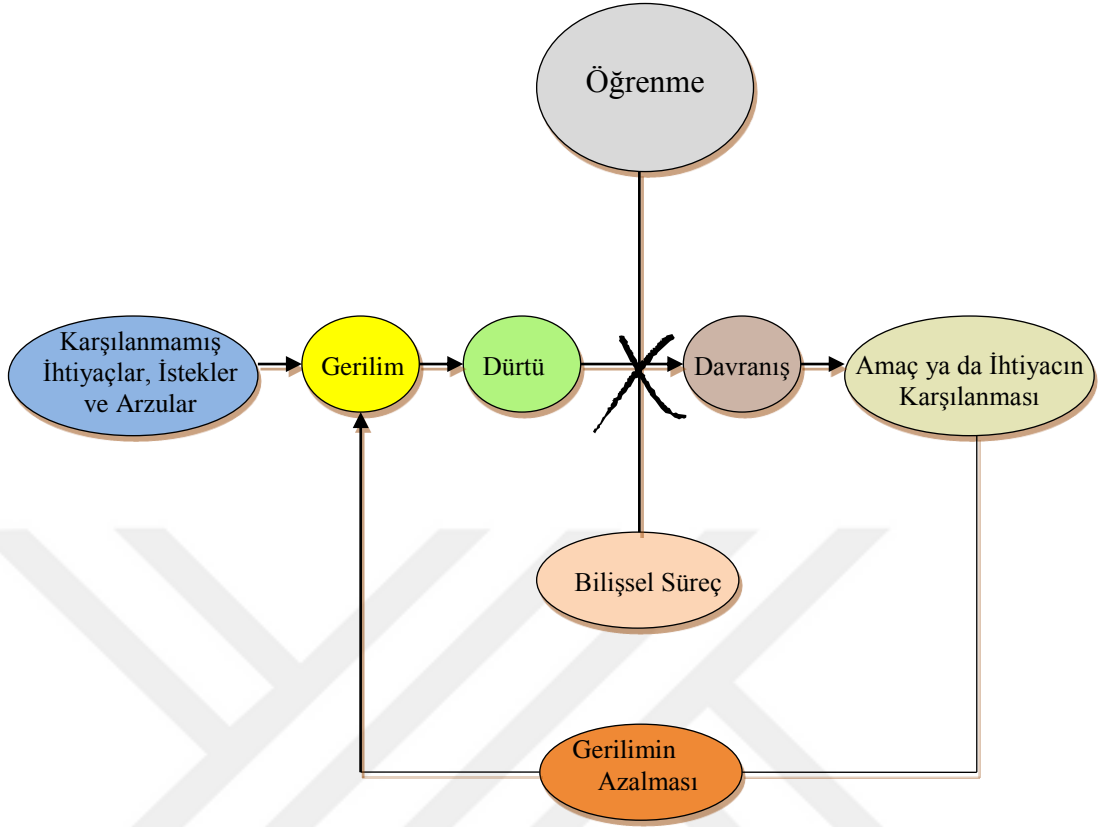 Öğrenme
Karşılanmamış
İhtiyaçlar, İstekler
ve Arzular
Gerilim
Dürtü
Davranış
Amaç ya da İhtiyacın
Karşılanması
Bilişsel Süreç
Gerilimin
Azalması